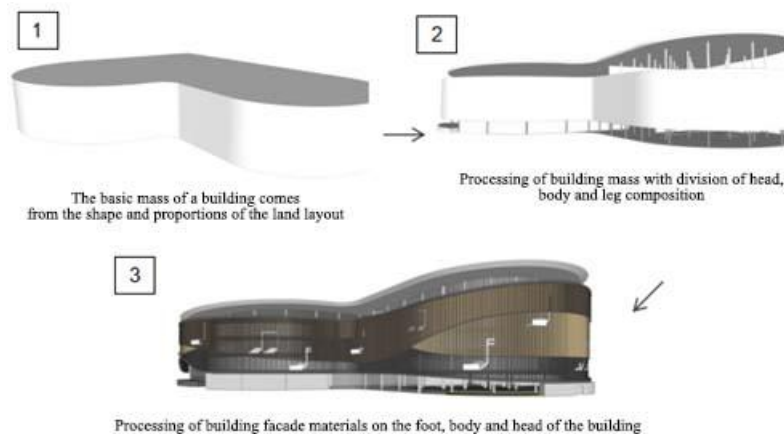 1
The basic mass of a building comes
from the shape and proportions of the land layout
2
Processing of building mass with division of head,
body and leg composition
3
Processing of building facade materials on the foot, body and head of the building